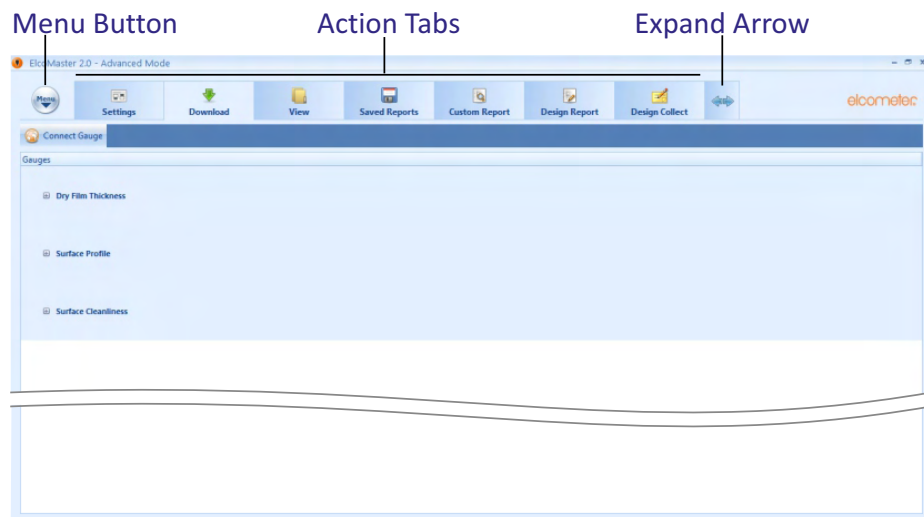 Menu Button Action Tabs Expand Arrow
ElcoMaster 2.0 - Advanced Mode
Menu Settings Download View Saved Reports Custom Report Design Report Design Collect elcometer
Connect Gauge
Gauges
Dry Film Thickness
Surface Profile
Surface Cleanliness